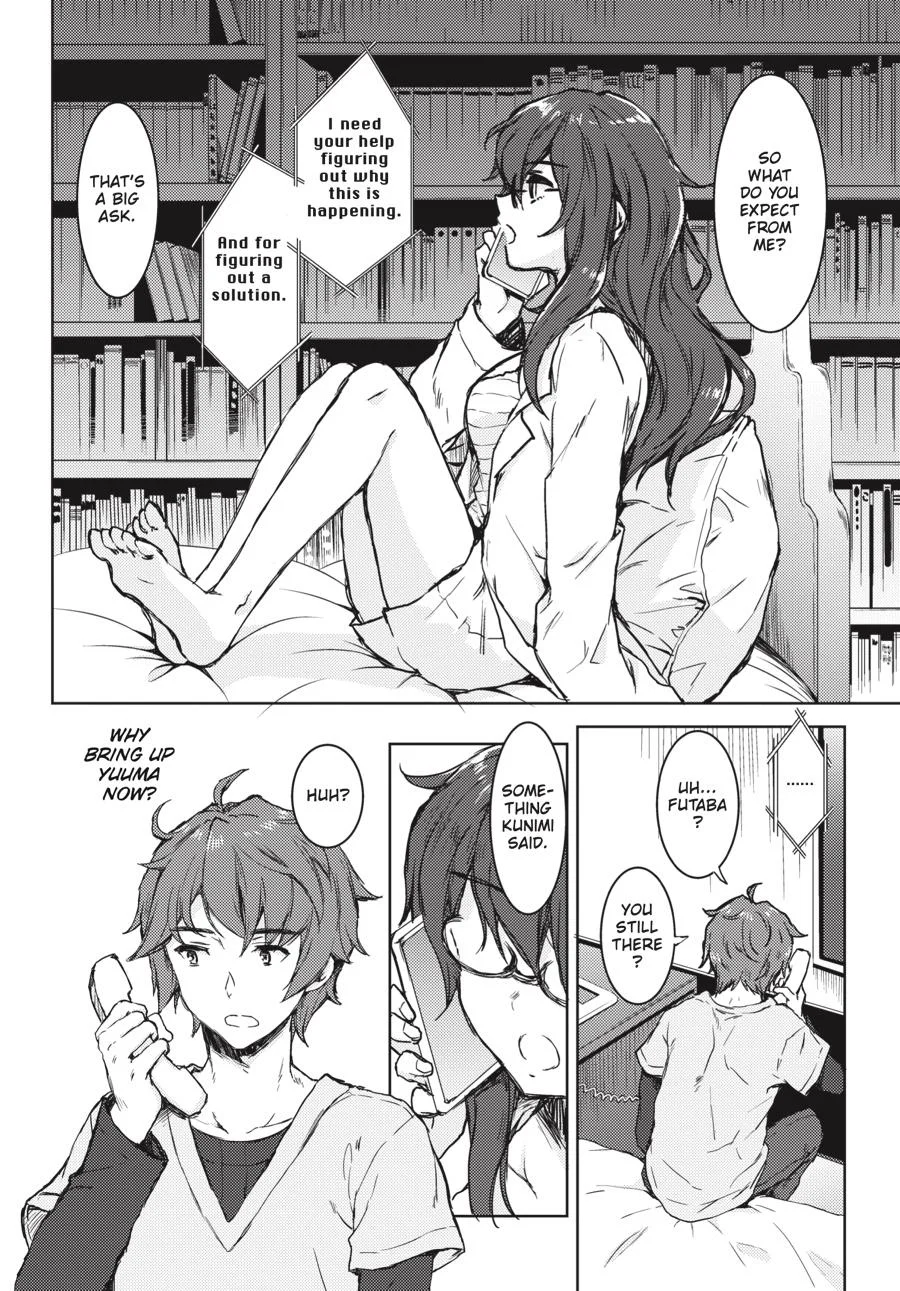 SO
WHAT
DO YOU
EXPECT
FROM
ME?
I need
your help
figuring
out why
this is
happening.
And for
figuring
out a
solution.
THAT'S
A BIG
ASK.
......
UH...
FUTABA
?
YOU
STILL
THERE
?
SOME-
THING
KUNIMI
SAID.
HUH?
WHY
BRING UP
YUUMA
NOW?